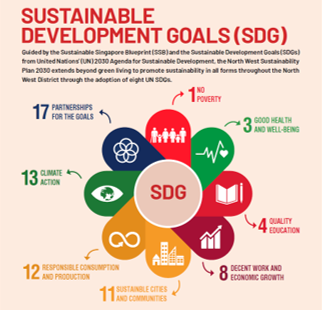 SUSTAINABLE
DEVELOPMENT GOALS (SDG)
Guided by the Sustainable Singapore Blueprint (SSB) and the Sustainable Development Goals (SDGs)
from United Nations' (UN) 2030 Agenda for Sustainable Development, the North West Sustainability
Plan 2030 extends beyond green living to promote sustainability in all forms throughout the North
West District through the adoption of eight UN SDGs.
1 NO
POVERTY
17 PARTNERSHIPS
FOR THE GOALS
3 GOOD HEALTH
AND WELL-BEING
13 CLIMATE
ACTION
SDG
4 QUALITY
EDUCATION
12 RESPONSIBLE CONSUMPTION
AND PRODUCTION
8 DECENT WORK AND
ECONOMIC GROWTH
11 SUSTAINABLE CITIES
AND COMMUNITIES